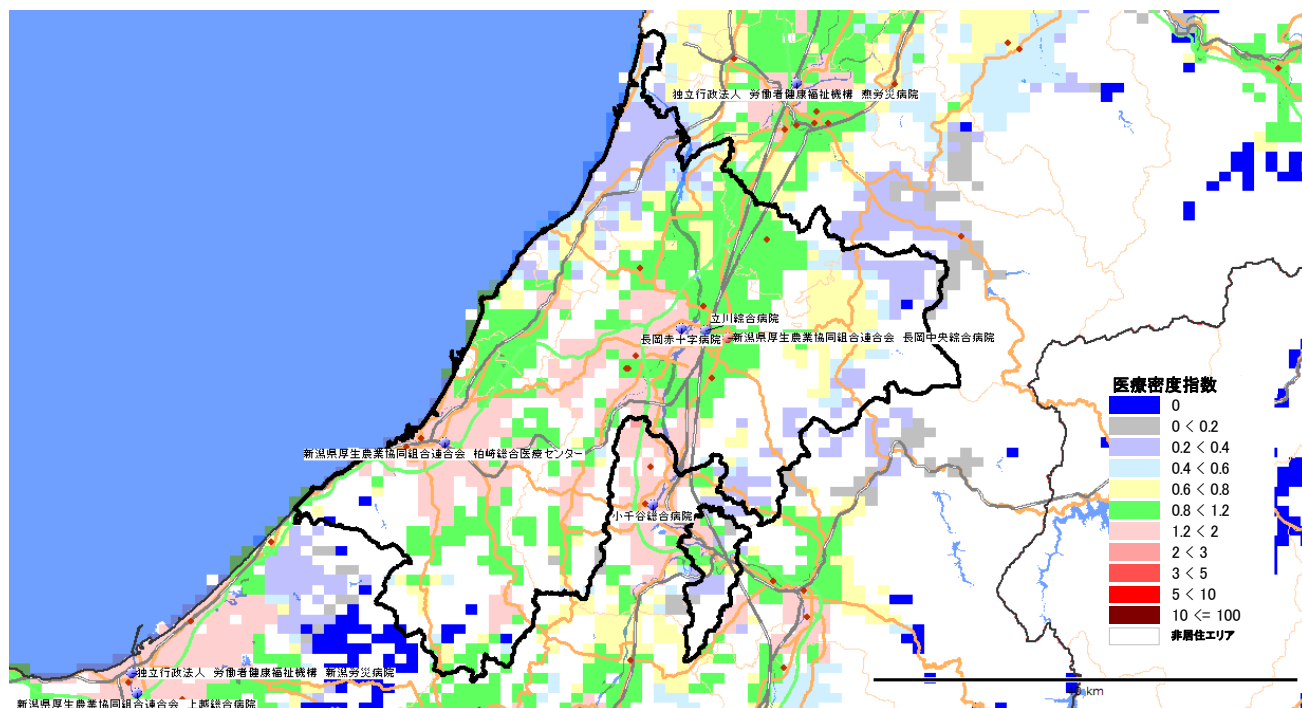 独立行政法人 労働者健康福祉機構 燕労災病院
立川綜合病院
長岡赤十字病院
新潟県厚生農業協同組合連合会 長岡中央綜合病院
新潟県厚生農業協同組合連合会 柏崎総合医療センター
小千谷総合病院
独立行政法人 労働者健康福祉機構 新潟労災病院
新潟県厚生農業協同組合連合会 上越総合病院
医療密度指数
0
0 < 0.2
0.2 < 0.4
0.4 < 0.6
0.6 < 0.8
0.8 < 1.2
1.2 < 2
2 < 3
3 < 5
5 < 10
10 <= 100
非居住エリア
km